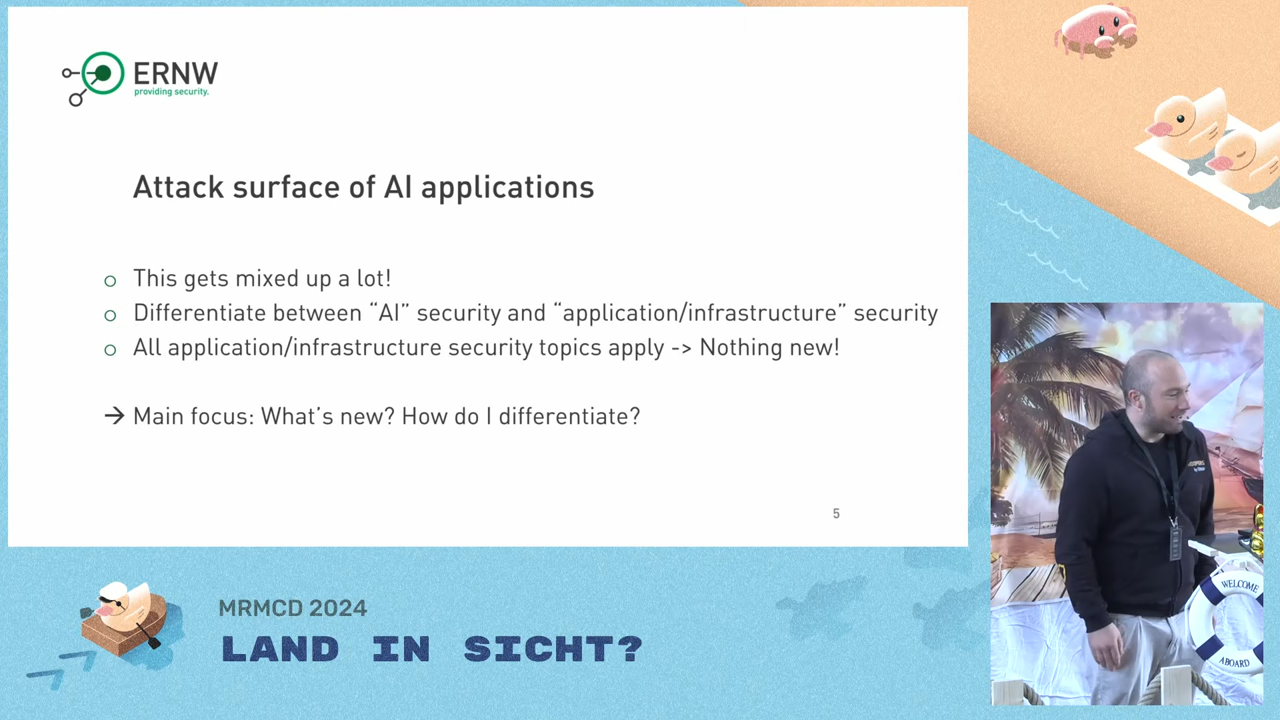 ERNW
providing security.
Attack surface of AI applications
o This gets mixed up a lot!
o Differentiate between “AI” security and “application/infrastructure” security
o All application/infrastructure security topics apply -> Nothing new!
→ Main focus: What’s new? How do I differentiate?
5
WELCOME
ABOARD
MRMCD 2024
LAND IN SICHT?